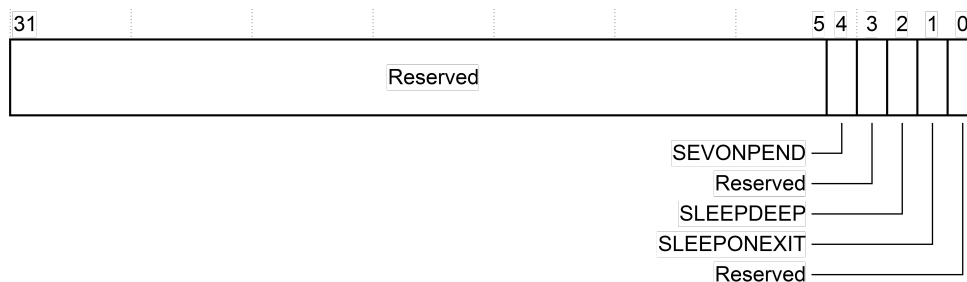 31 5 4 3 2 1 0
Reserved
SEVONPEND
Reserved
SLEEPDEEP
SLEEPONEXIT
Reserved